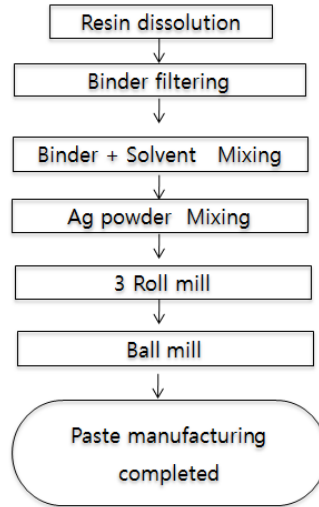 Resin dissolution
Binder filtering
Binder + Solvent Mixing
Ag powder Mixing
3 Roll mill
Ball mill
Paste manufacturing
completed